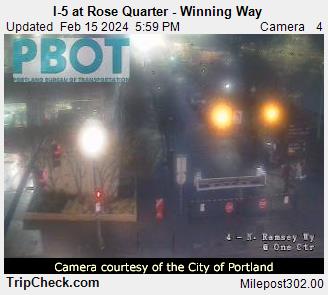 I-5 at Rose Quarter - Winning Way
Updated Feb 15 2024 5:59 PM Camera 4
PBOT
PORTLAND BUREAU OF TRANSPORTATION
4 - N. Ramsey Wy
@ One Ctr
Camera courtesy of the City of Portland
TripCheck.com Milepost302.00